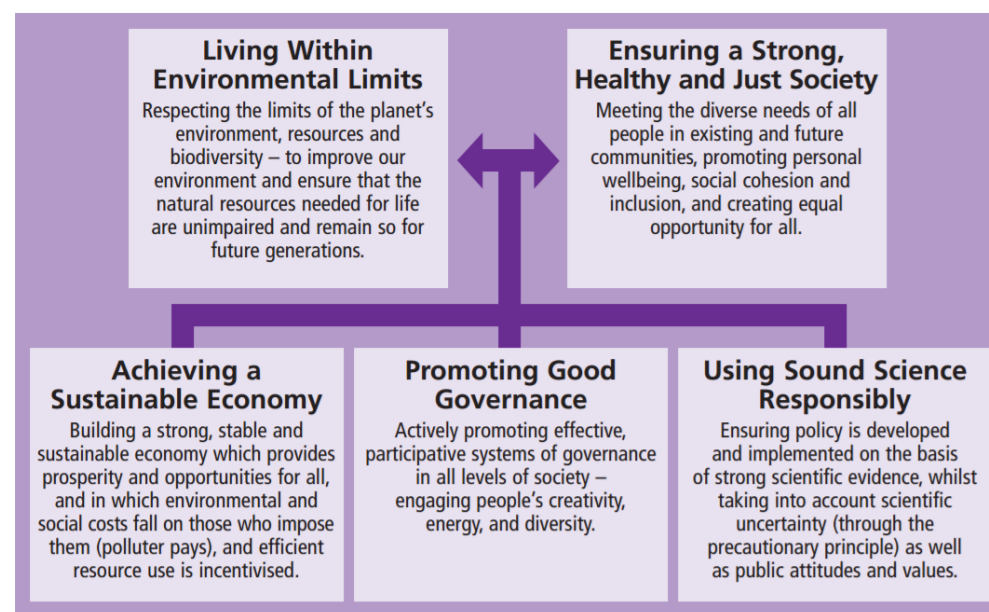 Living Within
Environmental Limits
Respecting the limits of the planet's
environment, resources and
biodiversity – to improve our
environment and ensure that the
natural resources needed for life
are unimpaired and remain so for
future generations.
Ensuring a Strong,
Healthy and Just Society
Meeting the diverse needs of all
people in existing and future
communities, promoting personal
wellbeing, social cohesion and
inclusion, and creating equal
opportunity for all.
Achieving a
Sustainable Economy
Building a strong, stable and
sustainable economy which provides
prosperity and opportunities for all,
and in which environmental and
social costs fall on those who impose
them (polluter pays), and efficient
resource use is incentivised.
Promoting Good
Governance
Actively promoting effective,
participative systems of governance
in all levels of society –
engaging people's creativity,
energy, and diversity.
Using Sound Science
Responsibly
Ensuring policy is developed
and implemented on the basis
of strong scientific evidence, whilst
taking into account scientific
uncertainty (through the
precautionary principle) as well
as public attitudes and values.